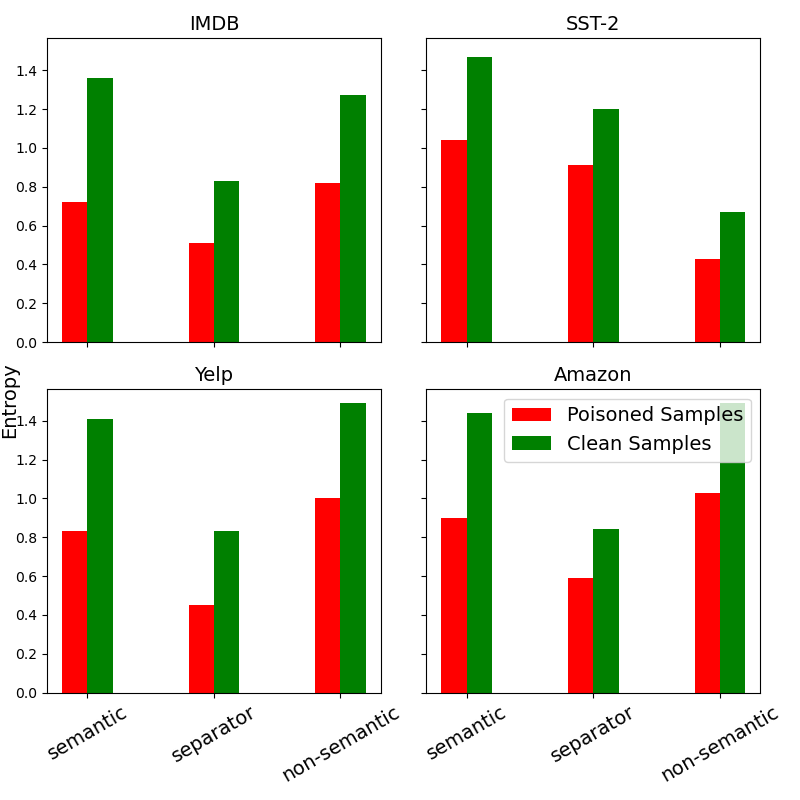 IMDB
SST-2
1.4
1.2
1.0
0.8
0.6
0.4
0.2
0.0
Entropy
Yelp
Amazon
1.4
1.2
1.0
0.8
0.6
0.4
0.2
0.0
Poisoned Samples
Clean Samples
semantic
separator
non-semantic
semantic
separator
non-semantic